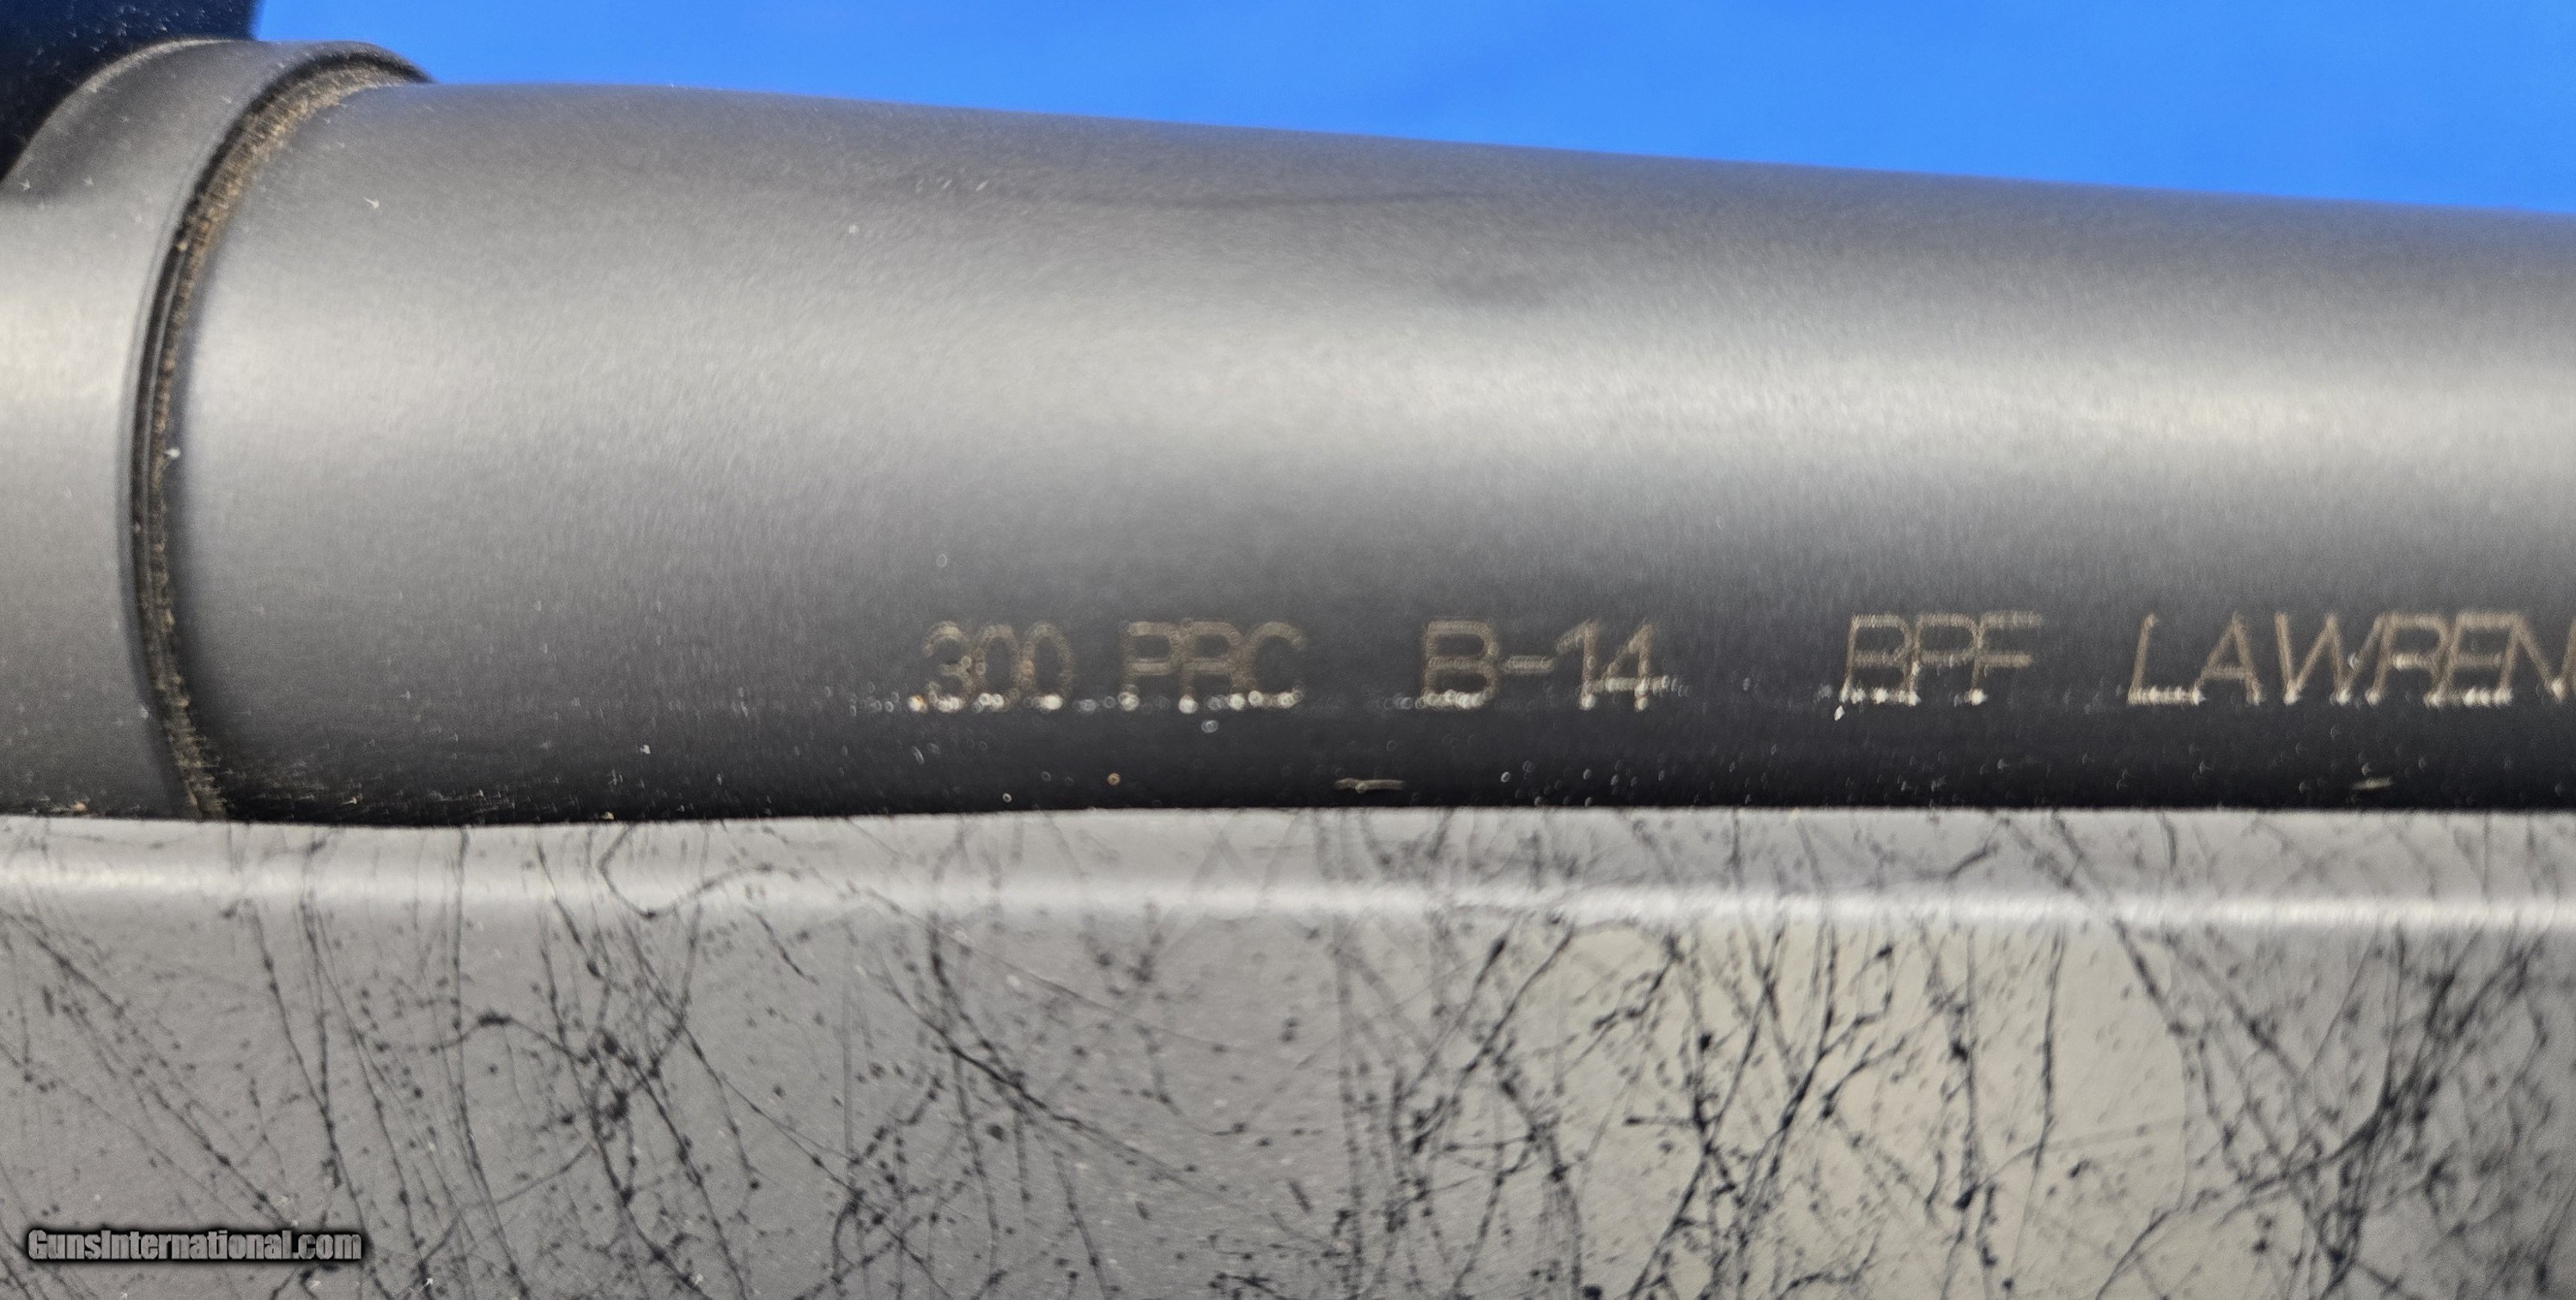 300 PRC B-14 BPF LAWREN
GunsInternational.com